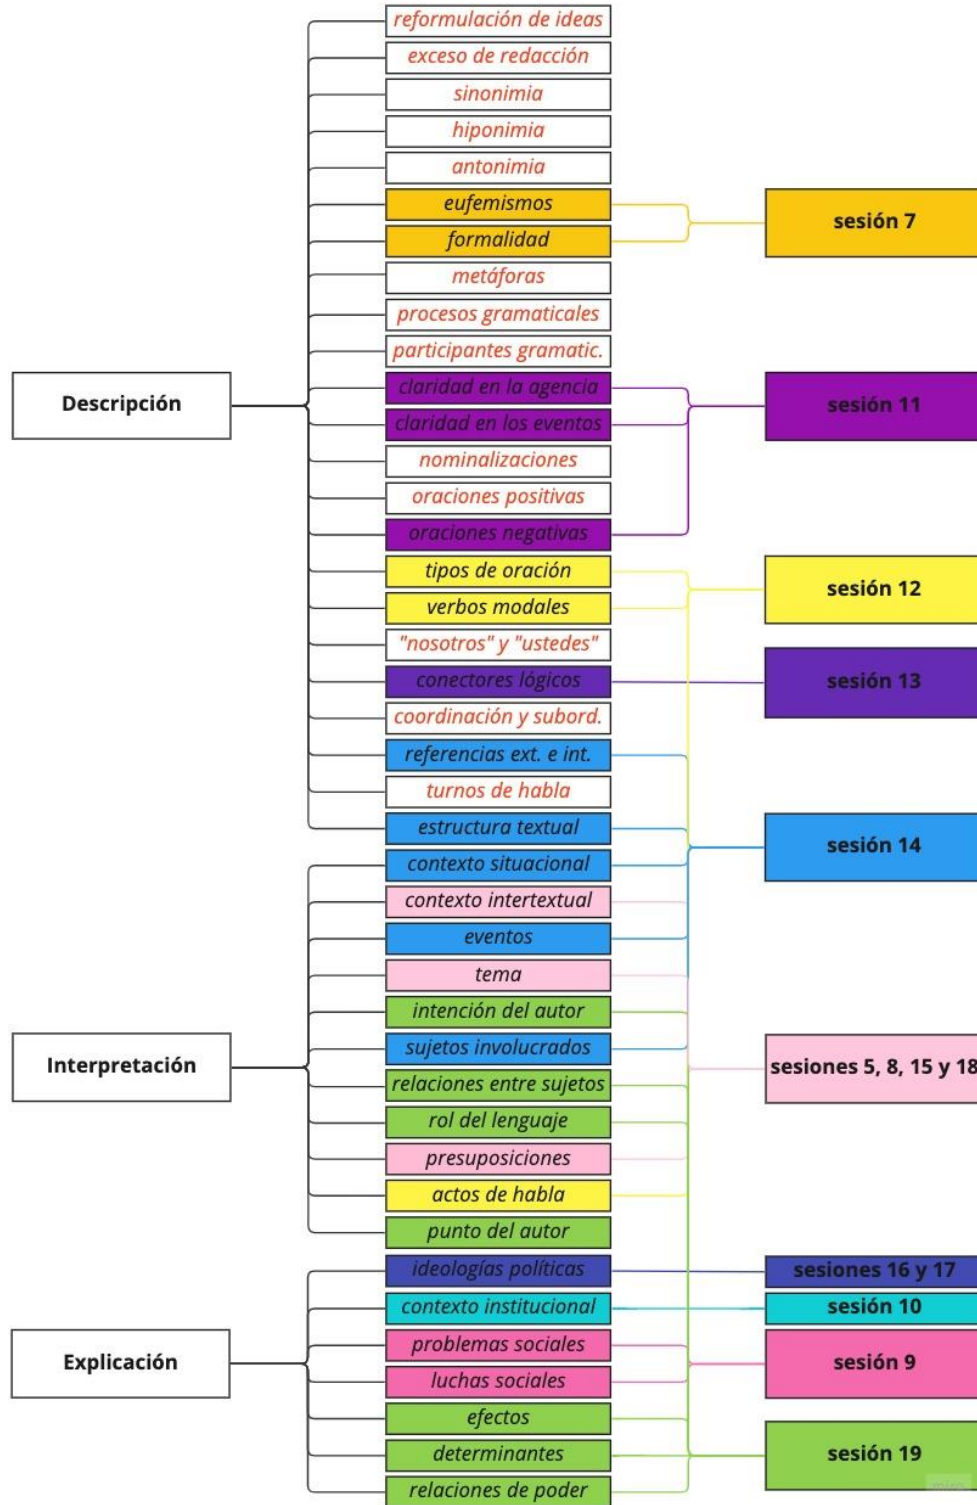 reformulación de ideas
exceso de redacción
sinonimia
hiponimia
antonimia
eufemismos
formalidad
sesión 7
metáforas
procesos gramaticales
participantes gramatic.
Descripción
claridad en la agencia
claridad en los eventos
sesión 11
nominalizaciones
oraciones positivas
oraciones negativas
tipos de oración
verbos modales
sesión 12
"nosotros" y "ustedes"
conectores lógicos
sesión 13
coordinación y subord.
referencias ext. e int.
turnos de habla
estructura textual
sesión 14
contexto situacional
contexto intertextual
eventos
tema
intención del autor
Interpretación
sujetos involucrados
relaciones entre sujetos
sesiones 5, 8, 15 y 18
rol del lenguaje
presuposiciones
actos de habla
punto del autor
ideologías políticas
sesiones 16 y 17
contexto institucional
sesión 10
Explicación
problemas sociales
luchas sociales
sesión 9
efectos
determinantes
sesión 19
relaciones de poder
miro